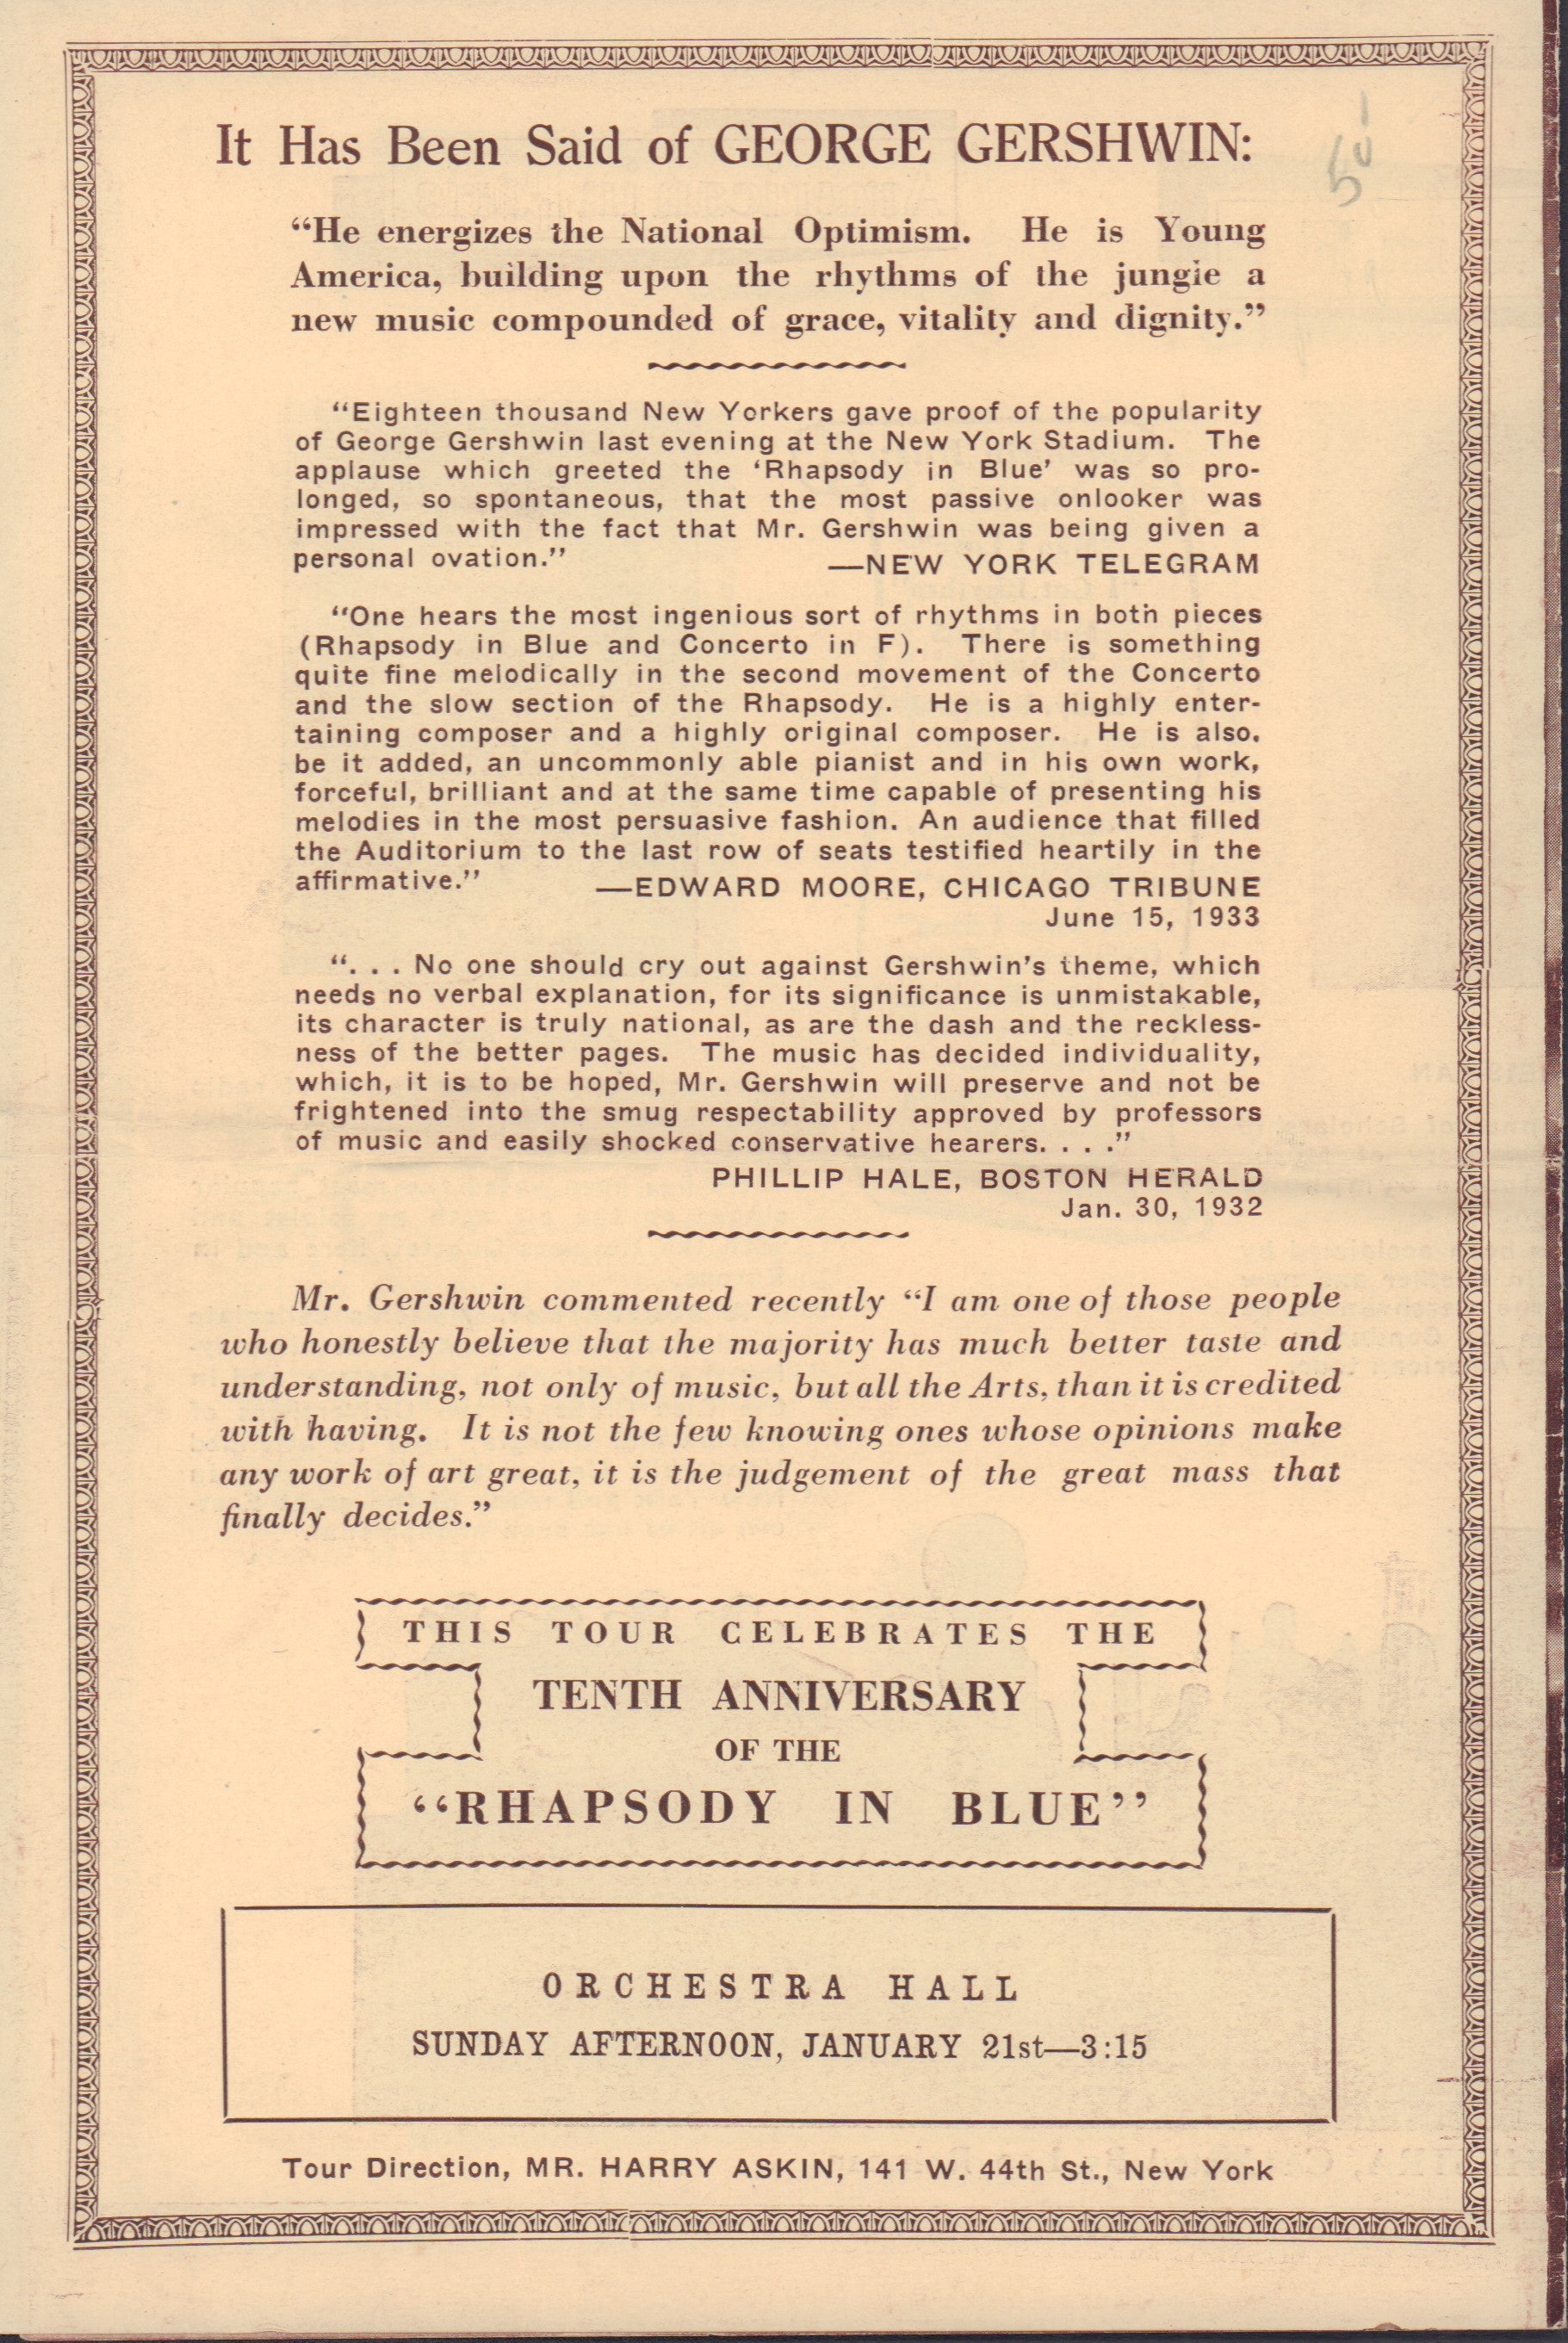 It Has Been Said of GEORGE GERSHWIN:
50
“He energizes the National Optimism. He is Young
America, building upon the rhythms of the jungle a
new music compounded of grace, vitality and dignity.”
“Eighteen thousand New Yorkers gave proof of the popularity
of George Gershwin last evening at the New York Stadium. The
applause which greeted the ‘Rhapsody in Blue’ was so pro-
longed, so spontaneous, that the most passive onlooker was
impressed with the fact that Mr. Gershwin was being given a
personal ovation.” —NEW YORK TELEGRAM
“One hears the most ingenious sort of rhythms in both pieces
(Rhapsody in Blue and Concerto in F). There is something
quite fine melodically in the second movement of the Concerto
and the slow section of the Rhapsody. He is a highly enter-
taining composer and a highly original composer. He is also.
be it added, an uncommonly able pianist and in his own work,
forceful, brilliant and at the same time capable of presenting his
melodies in the most persuasive fashion. An audience that filled
the Auditorium to the last row of seats testified heartily in the
affirmative.” —EDWARD MOORE, CHICAGO TRIBUNE
June 15, 1933
“. . . No one should cry out against Gershwin’s theme, which
needs no verbal explanation, for its significance is unmistakable,
its character is truly national, as are the dash and the reckless-
ness of the better pages. The music has decided individuality,
which, it is to be hoped, Mr. Gershwin will preserve and not be
frightened into the smug respectability approved by professors
of music and easily shocked conservative hearers. . . .”
PHILLIP HALE, BOSTON HERALD
Jan. 30, 1932
Mr. Gershwin commented recently “I am one of those people
who honestly believe that the majority has much better taste and
understanding, not only of music, but all the Arts, than it is credited
with having. It is not the few knowing ones whose opinions make
any work of art great, it is the judgement of the great mass that
finally decides.”
THIS TOUR CELEBRATES THE
TENTH ANNIVERSARY
OF THE
“RHAPSODY IN BLUE”
ORCHESTRA HALL
SUNDAY AFTERNOON, JANUARY 21st—3:15
Tour Direction, MR. HARRY ASKIN, 141 W. 44th St., New York